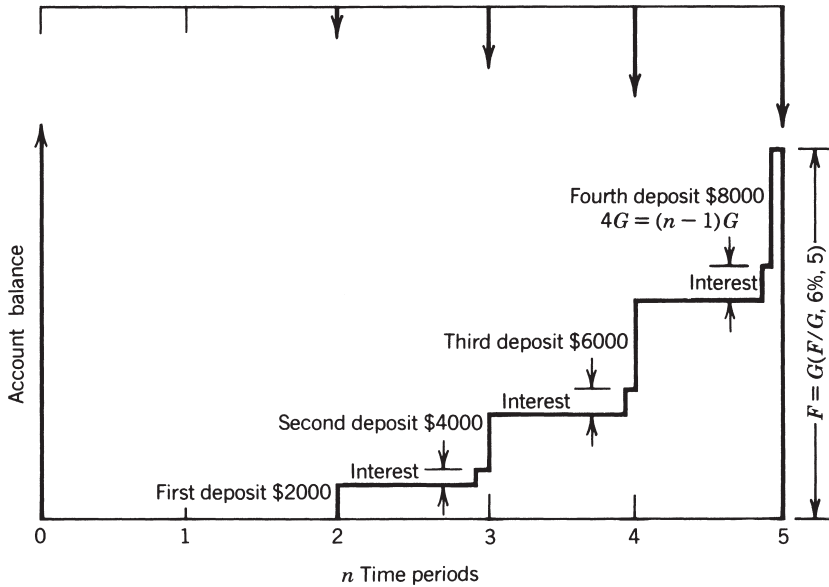 Fourth deposit $8000
4G = (n − 1)G
Interest
Third deposit $6000
Interest
Second deposit $4000
Interest
First deposit $2000
Account balance
F = G(F/G, 6%, 5)
0 1 2 3 4 5
n Time periods